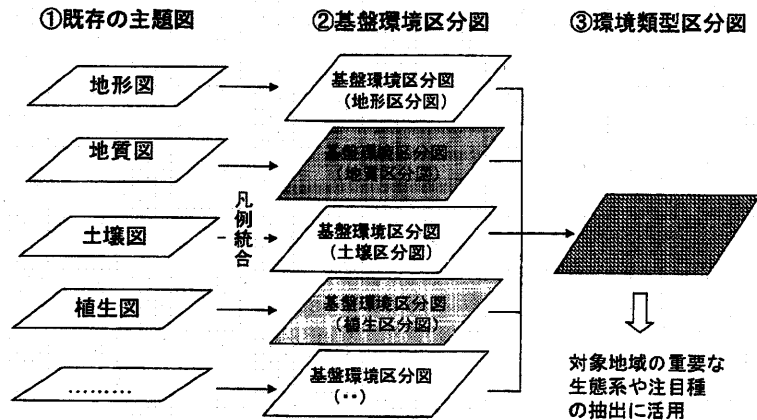 ①既存の主題図
②基盤環境区分図
③環境類型区分図
地形図
基盤環境区分図
(地形区分図)
地質図
基盤環境区分図
(地質区分図)
凡例統合
土壌図
基盤環境区分図
(土壌区分図)
植生図
基盤環境区分図
(植生区分図)
………
基盤環境区分図
(‥)
対象地域の重要な
生態系や注目種
の抽出に活用